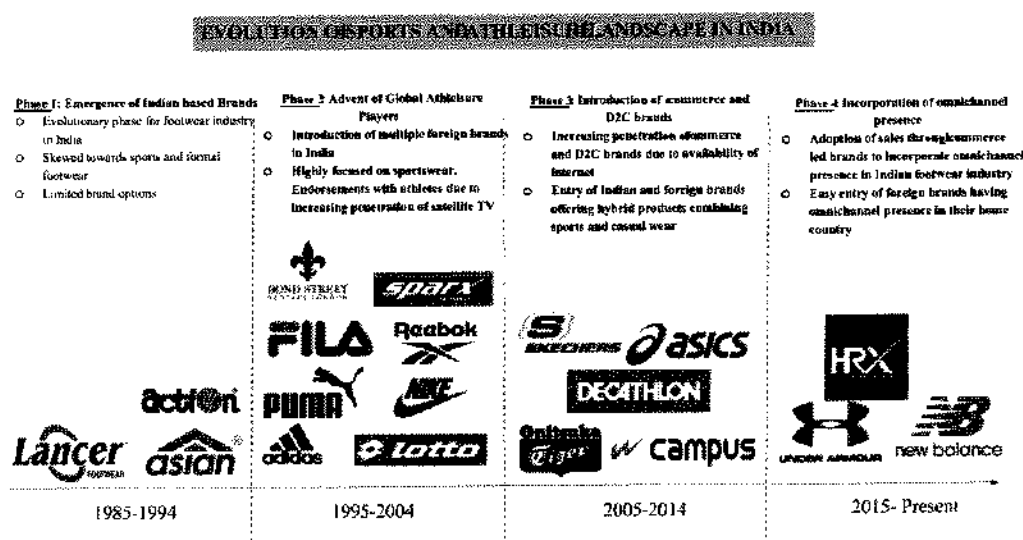 EVOLUTION OFSPORTS ANDATHLEISURELANDSCAPE IN INDIA
Phase 1: Emergence of Indian based Brands
Evolutionary phase for footwear industry
in India
Skewed towards sports and formal
footwear
Limited brand options
Phase 2 Advent of Global Athleisure
Players
Introduction of multiple foreign brands
in India
Highly focused on sportswear.
Endorsements with athletes due to
increasing penetration of satellite TV
Phase 3: Introduction of ecommerce and
D2C brands
Increasing penetration ecommerce
and D2C brands due to availability of
internet
Entry of Indian and foreign brands
offering hybrid products combining
sports and casual wear
Phase 4: Incorporation of omnichannel
presence
Adoption of sales through commerce
led brands to incorporate omnichannel
presence in Indian footwear industry
Easy entry of foreign brands having
omnichannel presence in their home
country
action
Lancer
FOOTWEAR
asian®
BOND STREET
sparx
FILA
Reebok
PUMA
NIKE
adidas
lotto
SKECHERS
asics
DECATHLON
Onitsuka
Tiger
campus
HRX
UNDER ARMOUR
new balance
1985-1994
1995-2004
2005-2014
2015- Present